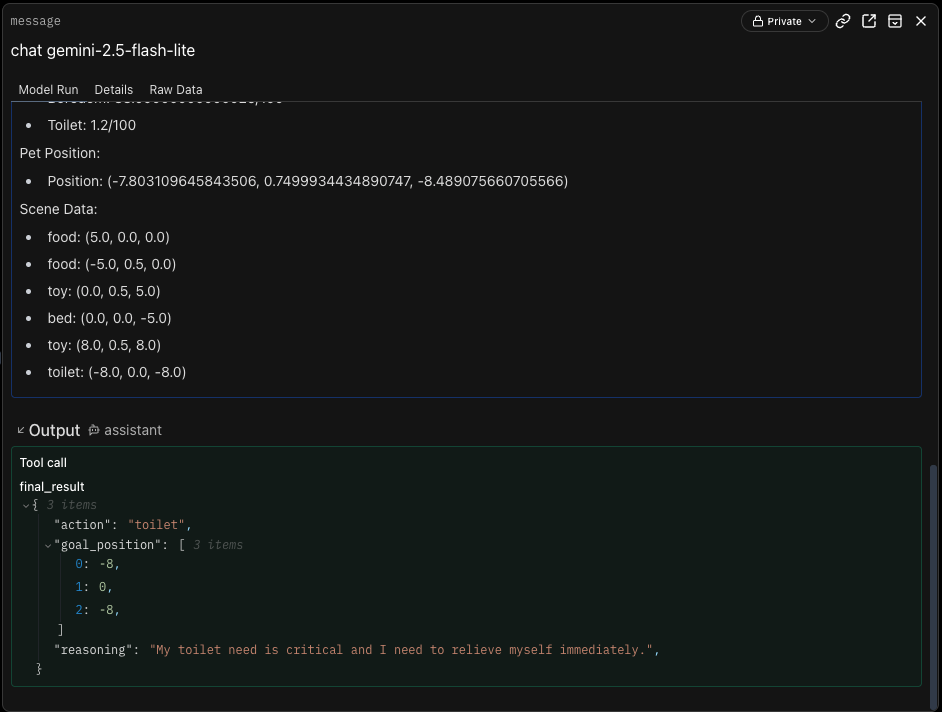 message
Private
chat gemini-2.5-flash-lite
Model Run Details Raw Data
Toilet: 1.2/100
Pet Position:
Position: (-7.803109645843506, 0.7499934434890747, -8.489075660705566)
Scene Data:
food: (5.0, 0.0, 0.0)
food: (-5.0, 0.5, 0.0)
toy: (0.0, 0.5, 5.0)
bed: (0.0, 0.0, -5.0)
toy: (8.0, 0.5, 8.0)
toilet: (-8.0, 0.0, -8.0)
Output assistant
Tool call
final_result
{ 3 items
"action": "toilet",
"goal_position": [ 3 items
0: -8,
1: 0,
2: -8,
]
"reasoning": "My toilet need is critical and I need to relieve myself immediately.",
}